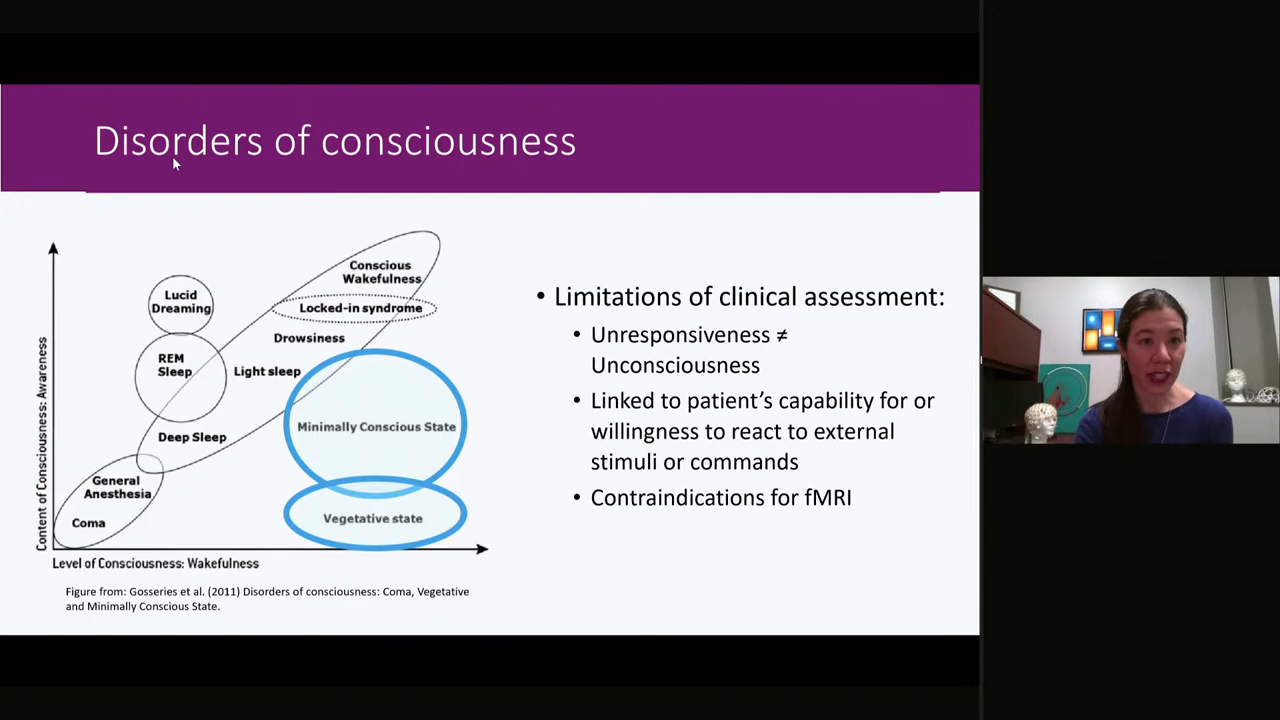 Disorders of consciousness
Conscious
Wakefulness
Lucid
Dreaming
Locked-in syndrome
Drowsiness
REM
Sleep
Light sleep
Minimally Conscious State
Deep Sleep
General
Anesthesia
Coma
Vegetative state
Content of Consciousness: Awareness
Level of Consciousness: Wakefulness
Figure from: Gosseries et al. (2011) Disorders of consciousness: Coma, Vegetative
and Minimally Conscious State.
• Limitations of clinical assessment:
• Unresponsiveness ≠
Unconsciousness
• Linked to patient’s capability for or
willingness to react to external
stimuli or commands
• Contraindications for fMRI